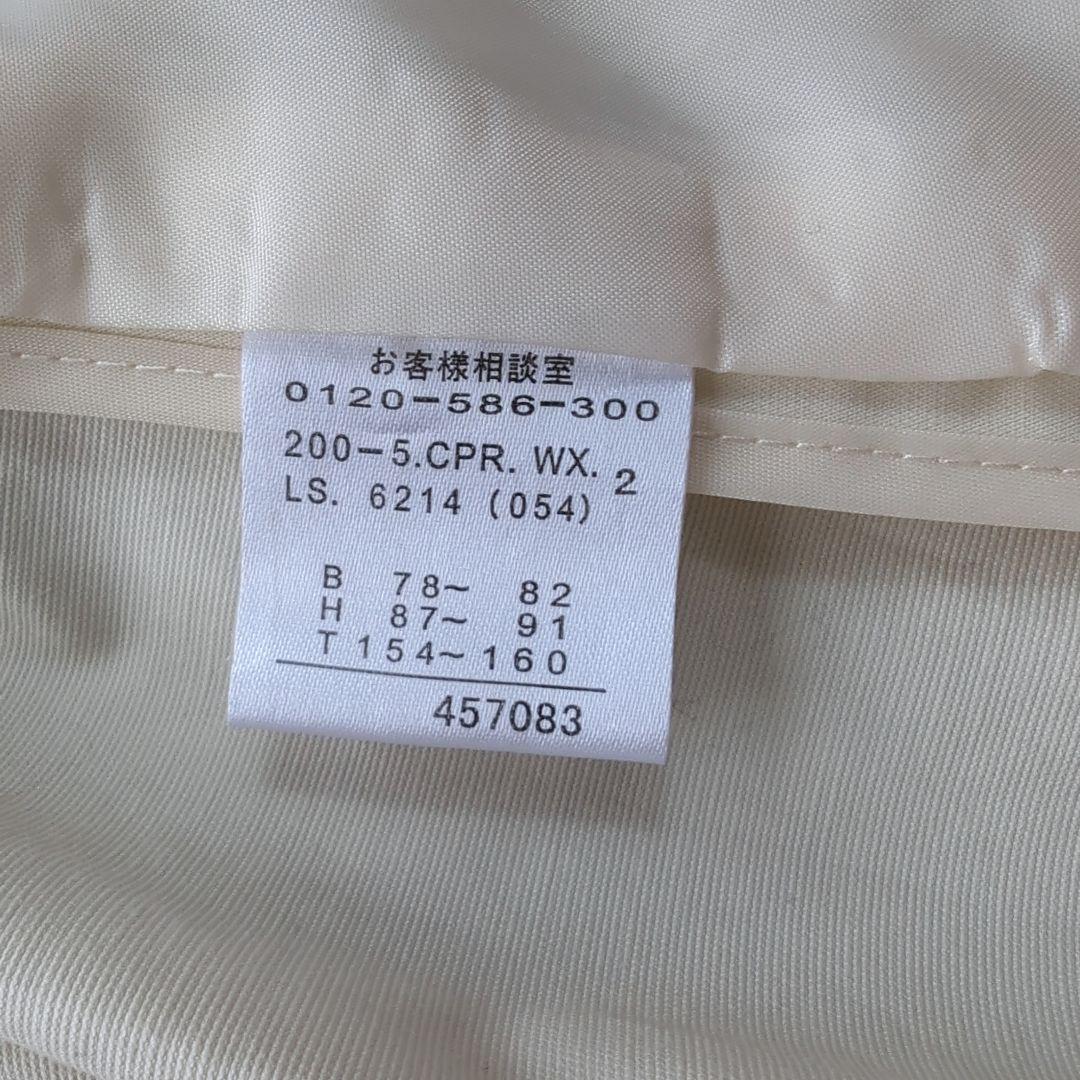 お客様相談室
0120-586-300
200-5.CPR. WX. 2
LS. 6214 (054)
B 78~ 82
H 87~ 91
T 154~160
457083